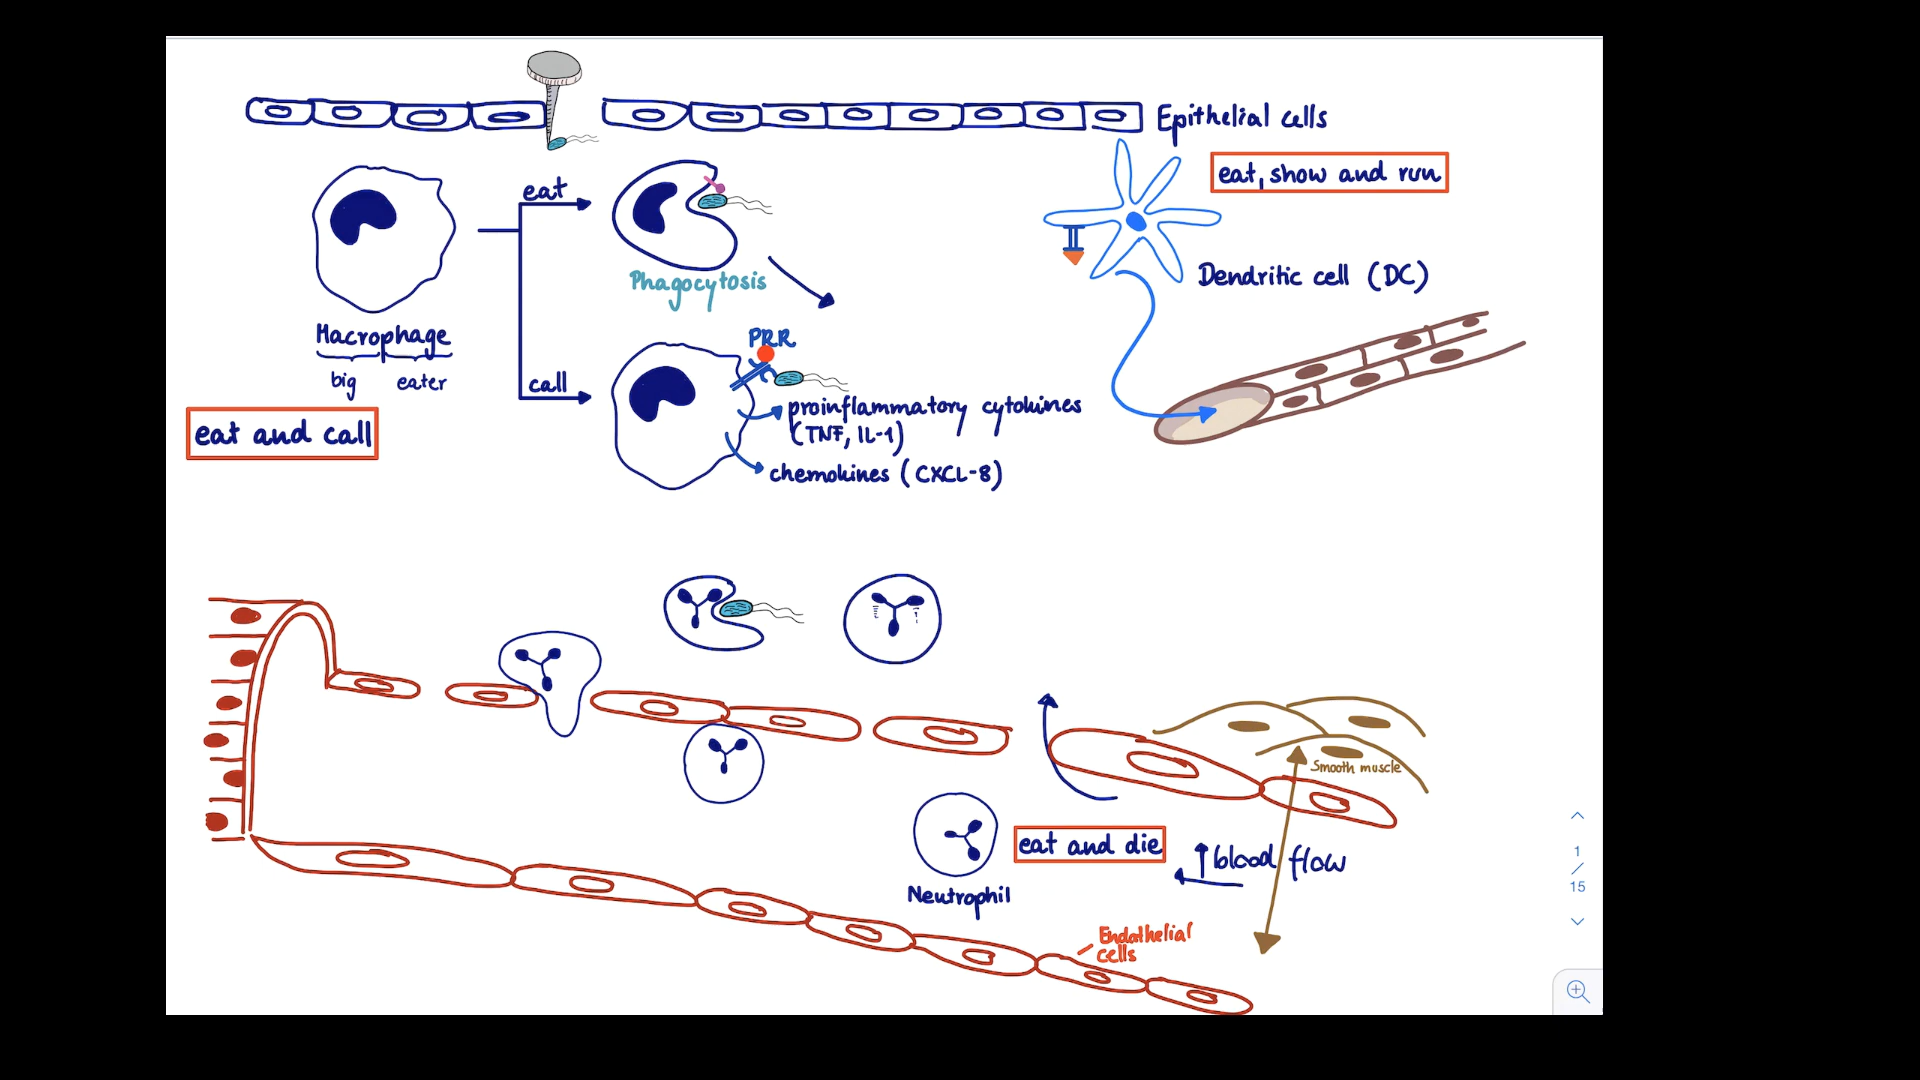 Epithelial cells
eat, show and run
eat
Phagocytosis
Dendritic cell (DC)
Macrophage
big eater
PRR
call
eat and call
proinflammatory cytokines
(TNF, IL-1)
chemokines (CXCL-8)
Smooth muscle
eat and die
↑ blood flow
Neutrophil
Endothelial
cells
1
/
15